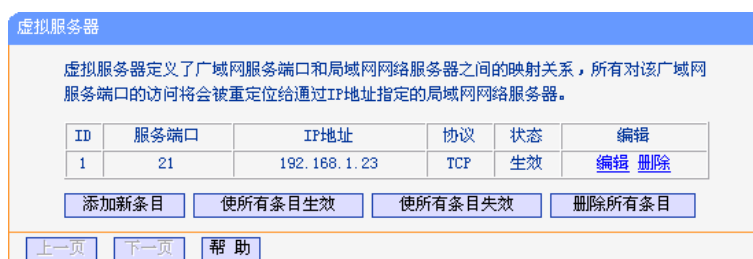 虚拟服务器
虚拟服务器定义了广域网服务端口和局域网网络服务器之间的映射关系，所有对该广域网
服务端口的访问将会被重定位给通过IP地址指定的局域网网络服务器。
ID 服务端口 IP地址 协议 状态 编辑
1 21 192.168.1.23 TCP 生效 编辑 删除
添加新条目 使所有条目生效 使所有条目失效 删除所有条目
上一页 下一页 帮 助